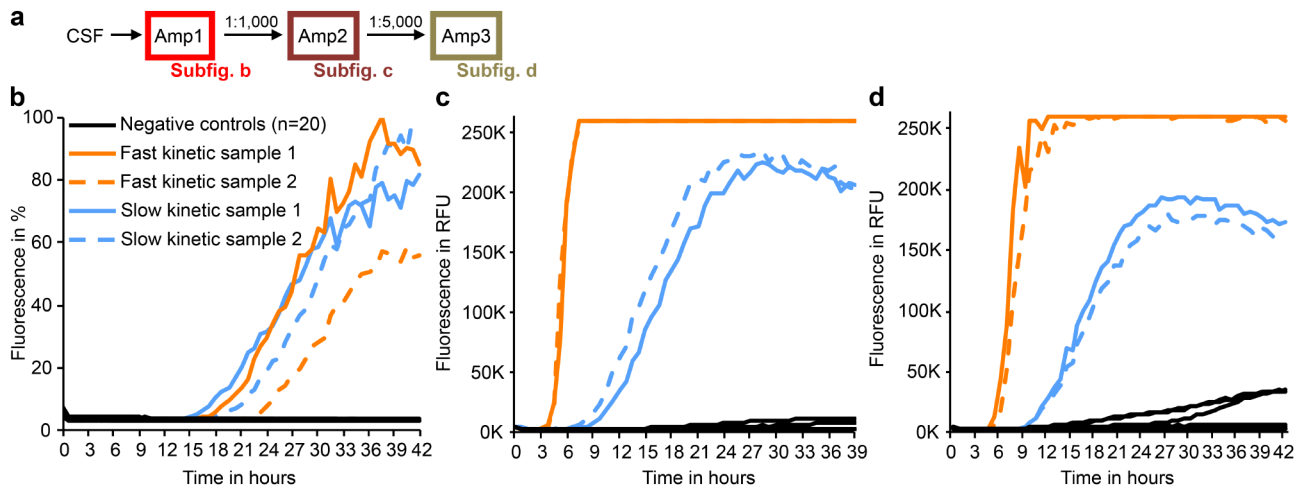 a
CSF Amp1 1:1,000 Amp2 1:5,000 Amp3
Subfig. b Subfig. c Subfig. d
b
Fluorescence in %
100
80
60
40
20
0
Negative controls (n=20)
Fast kinetic sample 1
Fast kinetic sample 2
Slow kinetic sample 1
Slow kinetic sample 2
0 3 6 9 12 15 18 21 24 27 30 33 36 39 42
Time in hours
c
Fluorescence in RFU
250K
200K
150K
100K
50K
0K
0 3 6 9 12 15 18 21 24 27 30 33 36 39
Time in hours
d
Fluorescence in RFU
250K
200K
150K
100K
50K
0K
0 3 6 9 12 15 18 21 24 27 30 33 36 39 42
Time in hours